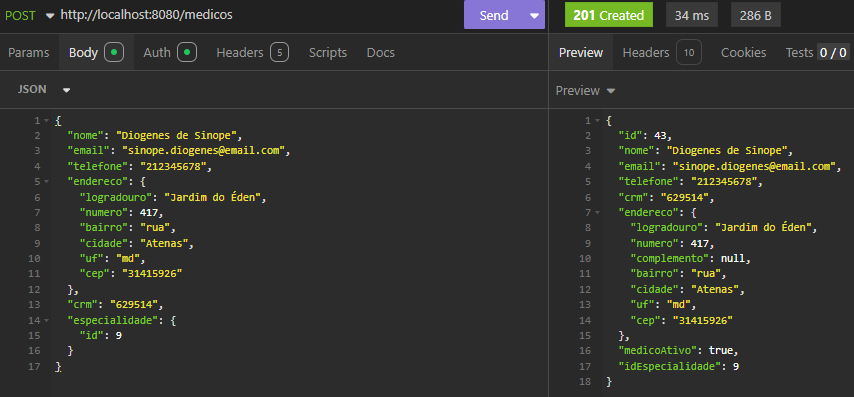 POST http://localhost:8080/medicos Send 201 Created 34 ms 286 B
Params Body Auth Headers 5 Scripts Docs Preview Headers 10 Cookies Tests 0 / 0
JSON
Preview
1 {
2 "nome": "Diogenes de Sinope",
3 "email": "sinope.diogenes@email.com",
4 "telefone": "212345678",
5 "endereco": {
6 "logradouro": "Jardim do Éden",
7 "numero": 417,
8 "bairro": "rua",
9 "cidade": "Atenas",
10 "uf": "md",
11 "cep": "31415926"
12 },
13 "crm": "629514",
14 "especialidade": {
15 "id": 9
16 }
17 }
1 {
2 "id": 43,
3 "nome": "Diogenes de Sinope",
4 "email": "sinope.diogenes@email.com",
5 "telefone": "212345678",
6 "crm": "629514",
7 "endereco": {
8 "logradouro": "Jardim do Éden",
9 "numero": 417,
10 "complemento": null,
11 "bairro": "rua",
12 "cidade": "Atenas",
13 "uf": "md",
14 "cep": "31415926"
15 },
16 "medicoAtivo": true,
17 "idEspecialidade": 9
18 }